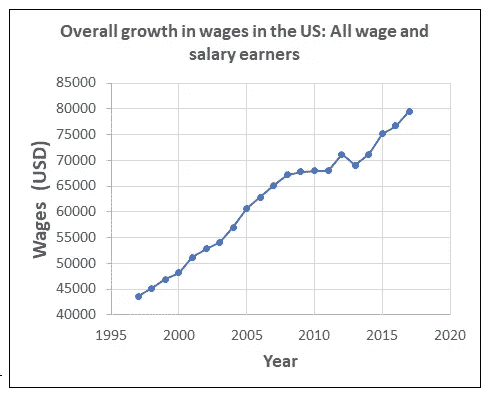 Overall growth in wages in the US: All wage and
salary earners
85000
80000
75000
70000
65000
60000
55000
50000
45000
40000
Wages (USD)
1995 2000 2005 2010 2015 2020
Year